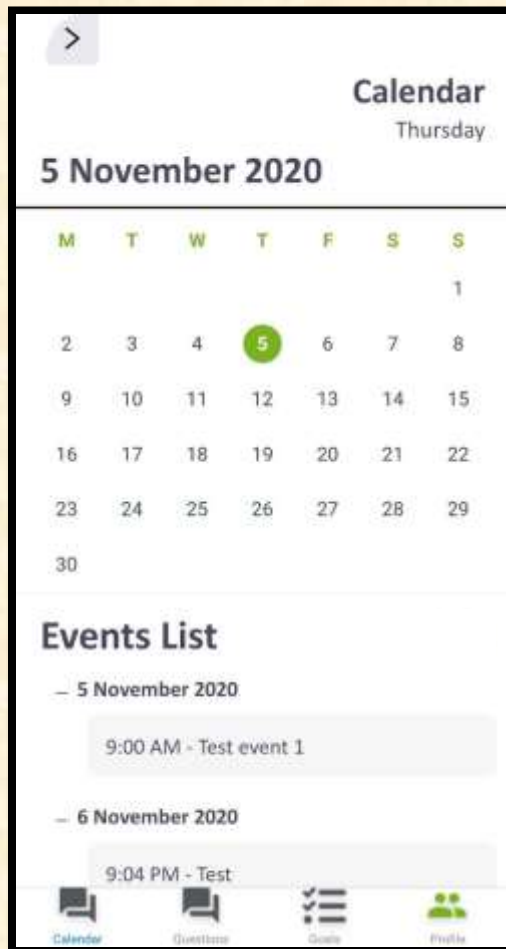 Calendar
Thursday
5 November 2020
M T W T F S S
1
2 3 4 5 6 7 8
9 10 11 12 13 14 15
16 17 18 19 20 21 22
23 24 25 26 27 28 29
30
Events List
– 5 November 2020
9:00 AM - Test event 1
– 6 November 2020
9:04 PM - Test
Calendar Questions Goals Profile